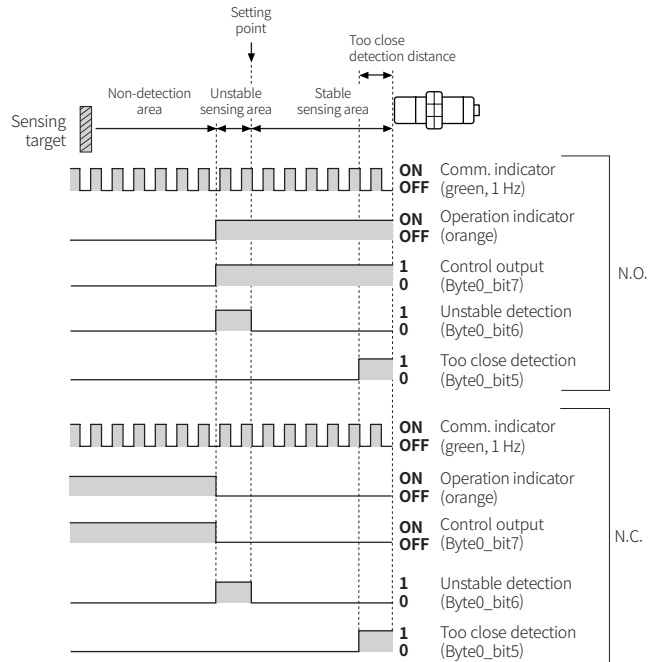 Setting
point
Too close
detection distance
Non-detection
area
Unstable
sensing area
Stable
sensing area
Sensing
target
ON
OFF
Comm. indicator
(green, 1 Hz)
ON
OFF
Operation indicator
(orange)
1
0
Control output
(Byte0_bit7)
1
0
Unstable detection
(Byte0_bit6)
1
0
Too close detection
(Byte0_bit5)
N.O.
ON
OFF
Comm. indicator
(green, 1 Hz)
ON
OFF
Operation indicator
(orange)
ON
OFF
Control output
(Byte0_bit7)
1
0
Unstable detection
(Byte0_bit6)
1
0
Too close detection
(Byte0_bit5)
N.C.